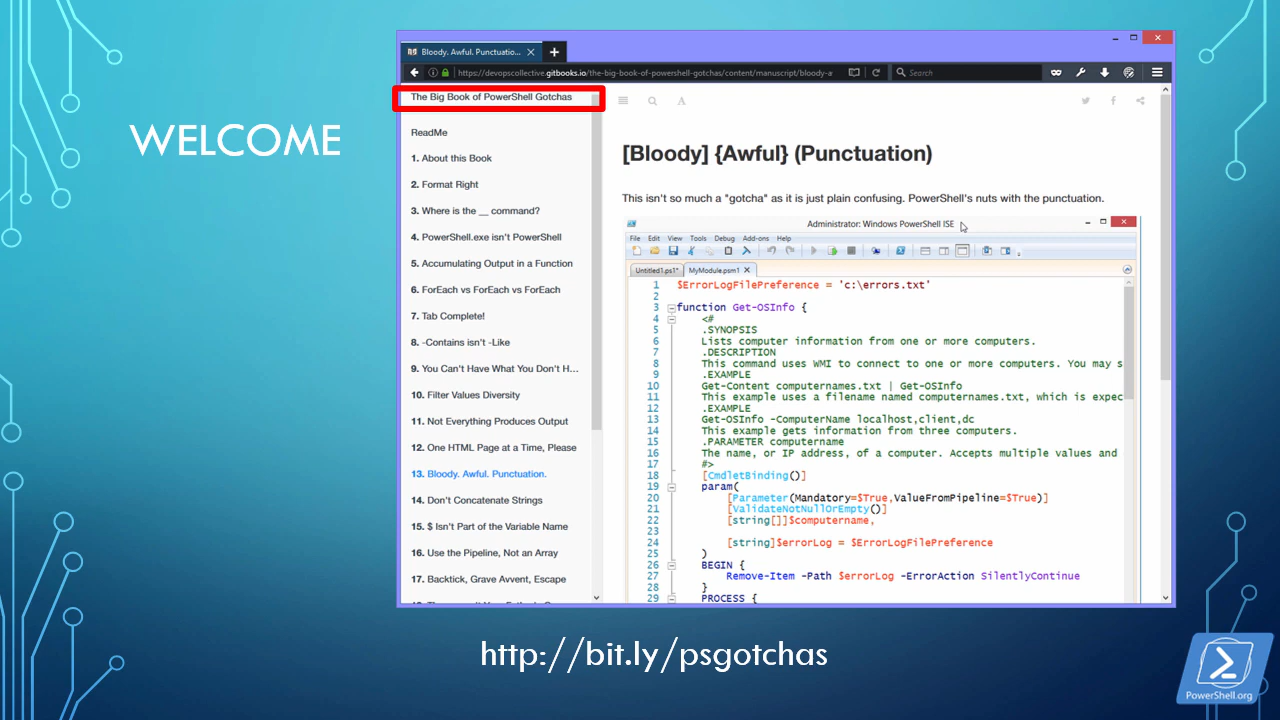 WELCOME
Bloody. Awful. Punctuatio...
https://devopscollective.gitbooks.io/the-big-book-of-powershell-gotchas/content/manuscript/bloody-a
Search
The Big Book of PowerShell Gotchas
ReadMe
1. About this Book
2. Format Right
3. Where is the __ command?
4. PowerShell.exe isn't PowerShell
5. Accumulating Output in a Function
6. ForEach vs ForEach vs ForEach
7. Tab Complete!
8. -Contains isn't -Like
9. You Can't Have What You Don't H...
10. Filter Values Diversity
11. Not Everything Produces Output
12. One HTML Page at a Time, Please
13. Bloody. Awful. Punctuation.
14. Don't Concatenate Strings
15. $ Isn't Part of the Variable Name
16. Use the Pipeline, Not an Array
17. Backtick, Grave Avvent, Escape
[Bloody] {Awful} (Punctuation)
This isn't so much a "gotcha" as it is just plain confusing. PowerShell's nuts with the punctuation.
Administrator: Windows PowerShell ISE
File Edit View Tools Debug Add-ons Help
Untitled1.ps1* MyModule.psm1
1 $ErrorLogFilePreference = 'c:\errors.txt'
2
3 function Get-OSInfo {
4 <#
5 .SYNOPSIS
6 Lists computer information from one or more computers.
7 .DESCRIPTION
8 This command uses WMI to connect to one or more computers. You may s
9 .EXAMPLE
10 Get-Content computernames.txt | Get-OSInfo
11 This example uses a filename named computernames.txt, which is expec
12 .EXAMPLE
13 Get-OSInfo -ComputerName localhost,client,dc
14 This example gets information from three computers.
15 .PARAMETER computername
16 The name, or IP address, of a computer. Accepts multiple values and
17 #>
18 [CmdletBinding()]
19 param(
20 [Parameter(Mandatory=$True,ValueFromPipeline=$True)]
21 [ValidateNotNullOrEmpty()]
22 [string[]]$computername,
23
24 [string]$errorLog = $ErrorLogFilePreference
25 )
26 BEGIN {
27 Remove-Item -Path $errorLog -ErrorAction SilentlyContinue
28 }
29 PROCESS {
http://bit.ly/psgotchas
PowerShell.org